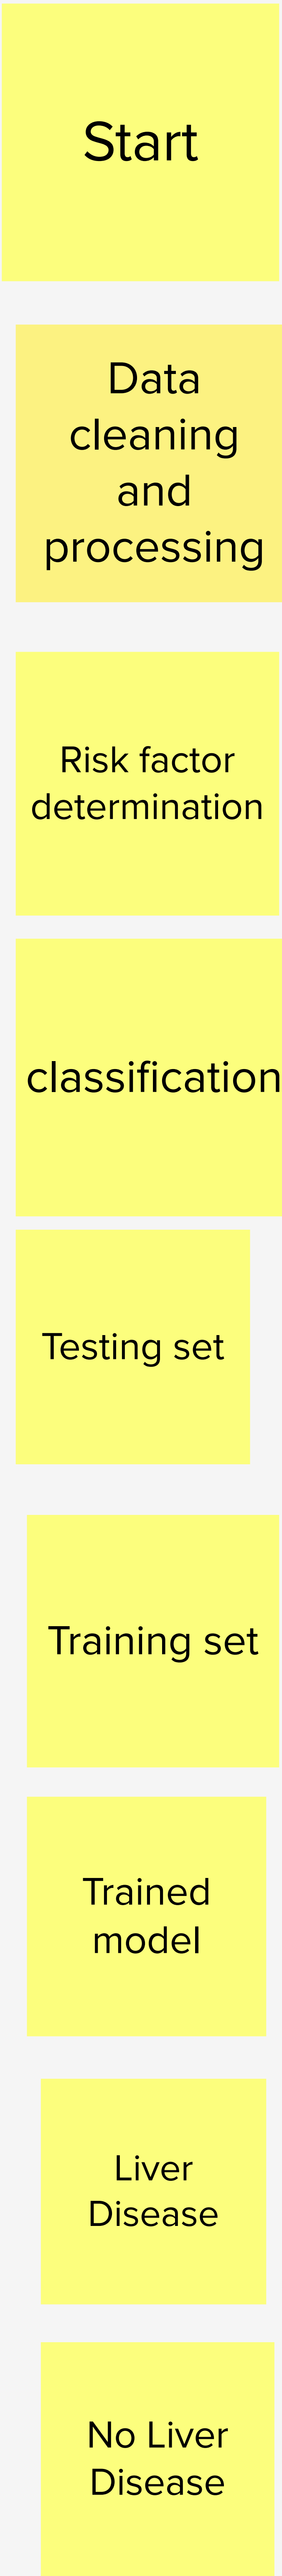 Start
Data
cleaning
and
processing
Risk factor
determination
classification
Testing set
Training set
Trained
model
Liver
Disease
No Liver
Disease